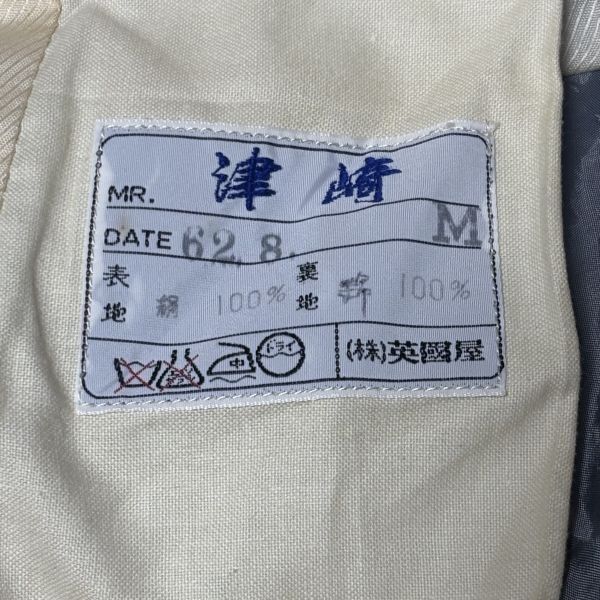 MR. 津崎
DATE 62.8. M
表地 絹 100% 裏地 100%
中 ドライ (株)英國屋